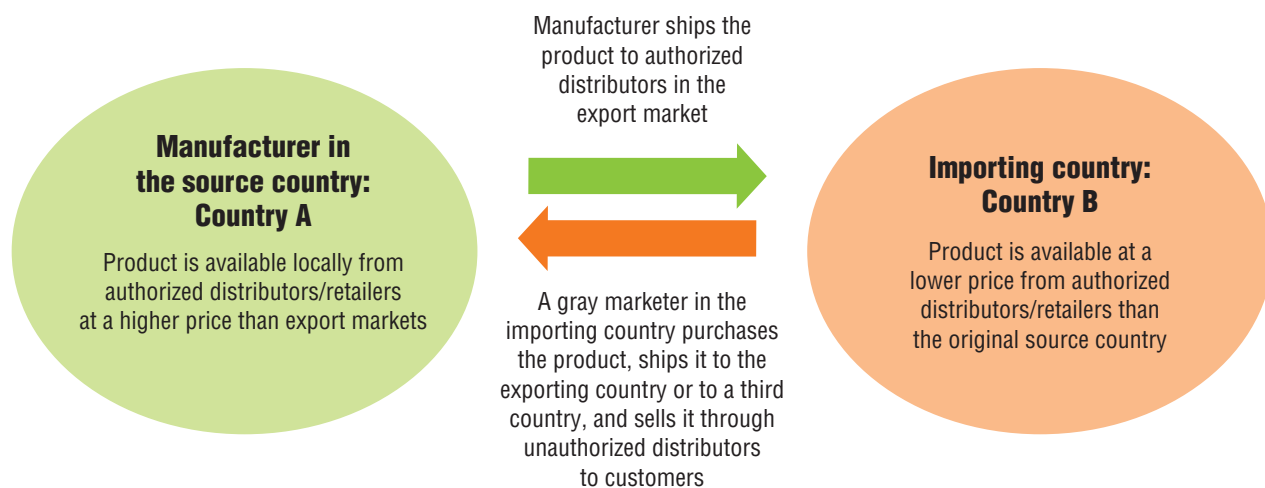 Manufacturer ships the
product to authorized
distributors in the
export market
Manufacturer in
the source country:
Country A
Product is available locally from
authorized distributors/retailers
at a higher price than export markets
Importing country:
Country B
Product is available at a
lower price from authorized
distributors/retailers than
the original source country
A gray marketer in the
importing country purchases
the product, ships it to the
exporting country or to a third
country, and sells it through
unauthorized distributors
to customers